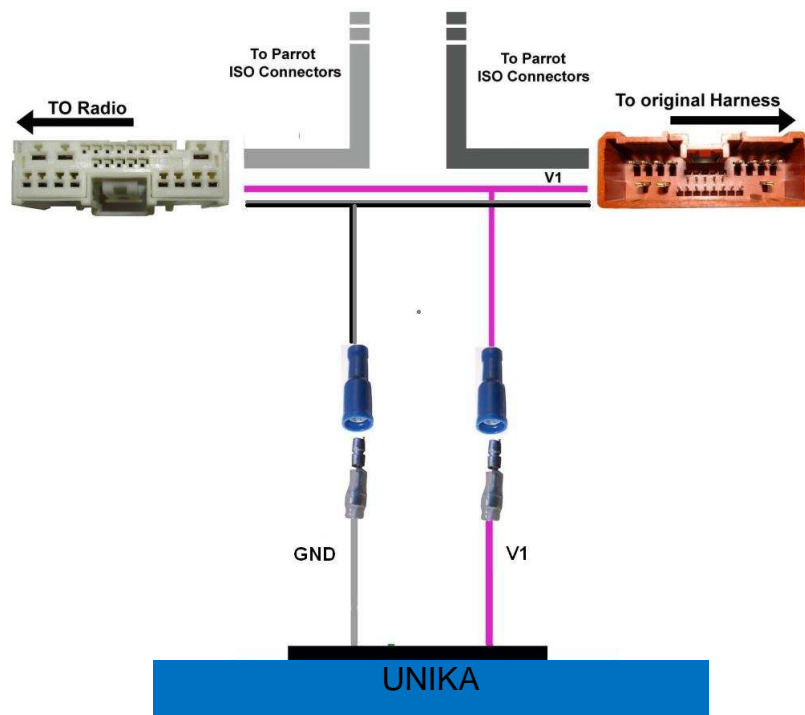 To Parrot
ISO Connectors
To Parrot
ISO Connectors
TO Radio
To original Harness
V1
GND
V1
UNIKA